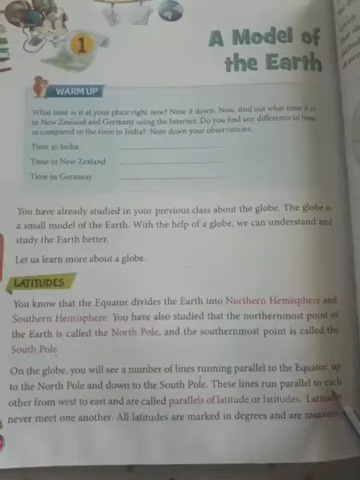 1
A Model of
the Earth
WARM UP
What time is it at your place right now? Note it down. Now, find out what time it is
in New Zealand and Germany using the Internet. Do you find any difference in time
as compared to the time in India? Note down your observations.
Time in India
Time in New Zealand
Time in Germany
You have already studied in your previous class about the globe. The globe is
a small model of the Earth. With the help of a globe, we can understand and
study the Earth better.
Let us learn more about a globe.
LATITUDES
You know that the Equator divides the Earth into Northern Hemisphere and
Southern Hemisphere. You have also studied that the northernmost point of
the Earth is called the North Pole, and the southernmost point is called the
South Pole.
On the globe, you will see a number of lines running parallel to the Equator, up
to the North Pole and down to the South Pole. These lines run parallel to each
other from west to east and are called parallels of latitude or latitudes. Latitudes
never meet one another. All latitudes are marked in degrees and are